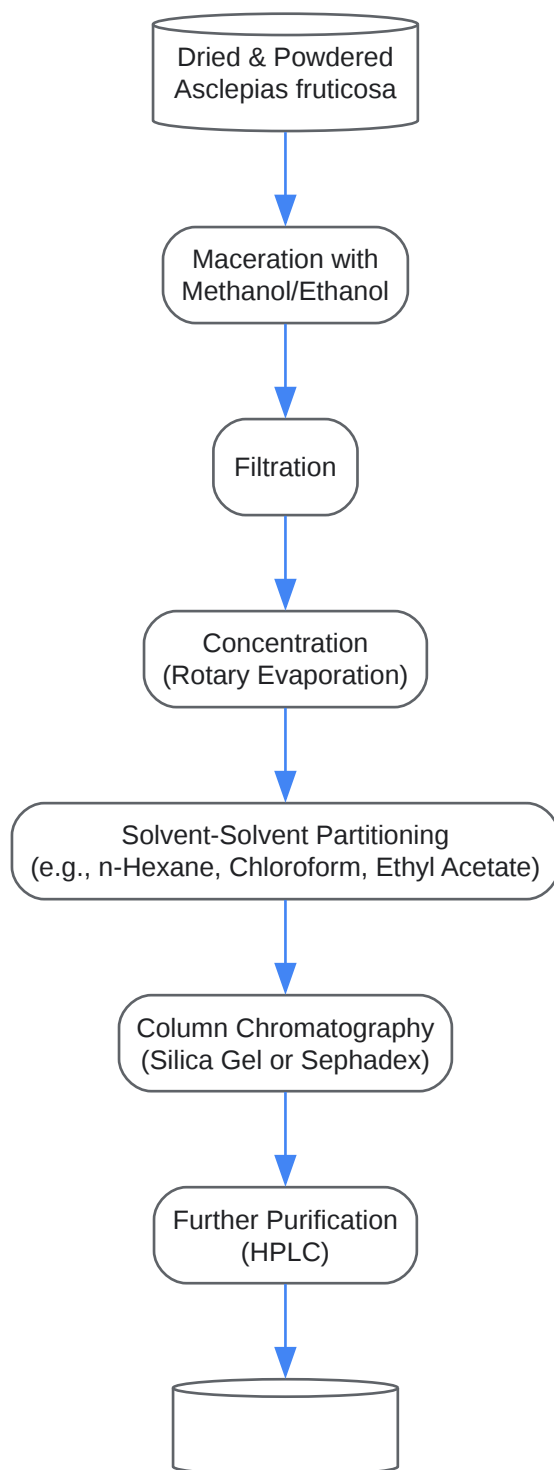 Dried & Powdered
Asclepias fruticosa
Maceration with
Methanol/Ethanol
Filtration
Concentration
(Rotary Evaporation)
Solvent-Solvent Partitioning
(e.g., n-Hexane, Chloroform, Ethyl Acetate)
Column Chromatography
(Silica Gel or Sephadex)
Further Purification
(HPLC)